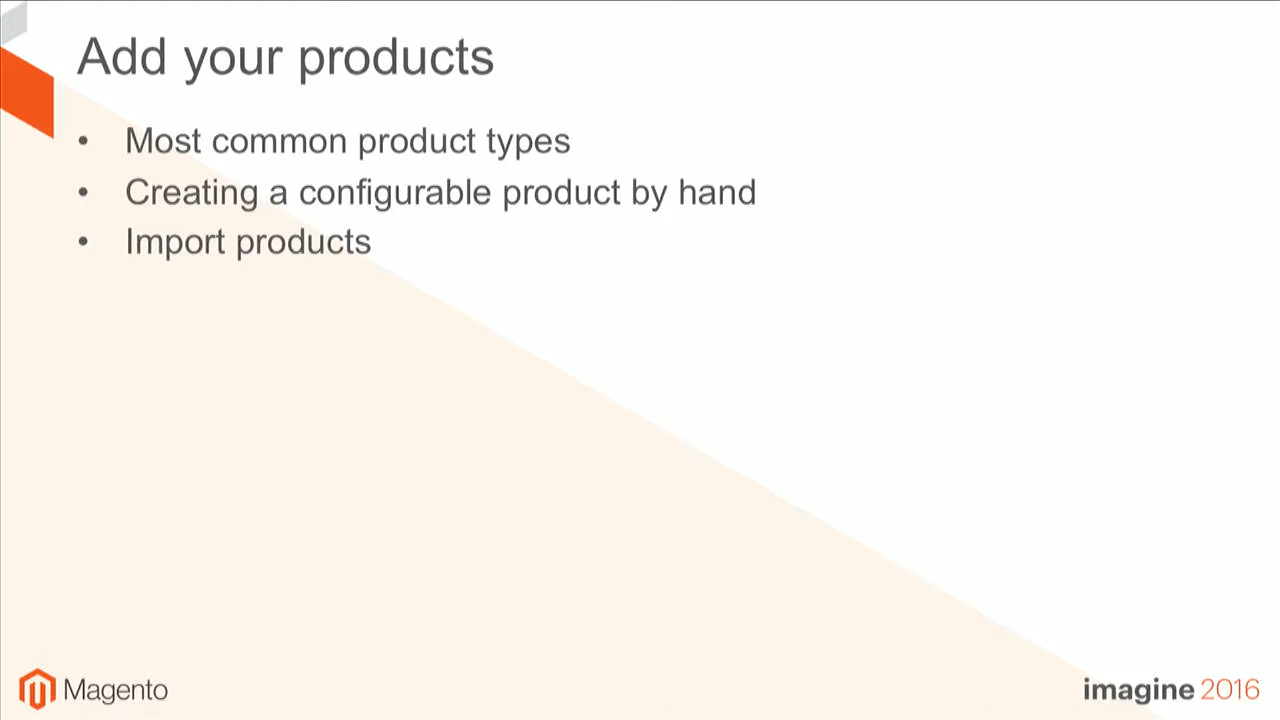 Add your products
• Most common product types
• Creating a configurable product by hand
• Import products
Magento
imagine 2016